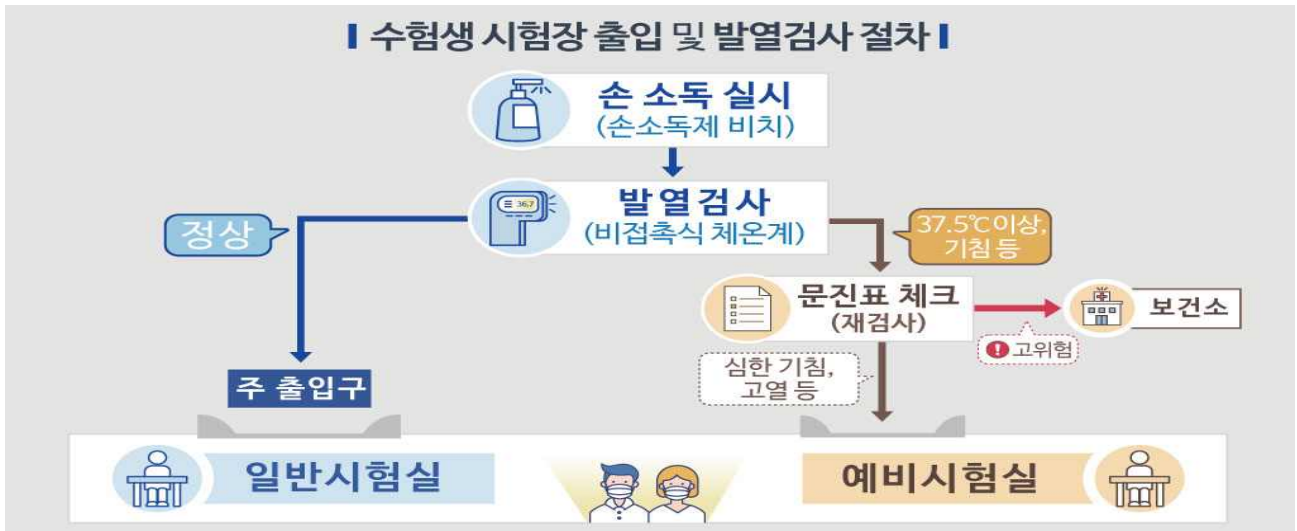 수험생 시험장 출입 및 발열검사 절차
손 소독 실시
(손소독제 비치)
발열검사
(비접촉식 체온계)
36.7
정상
37.5℃이상,
기침 등
문진표 체크
(재검사)
보건소
고위험
심한 기침,
고열 등
주 출입구
일반시험실
예비시험실